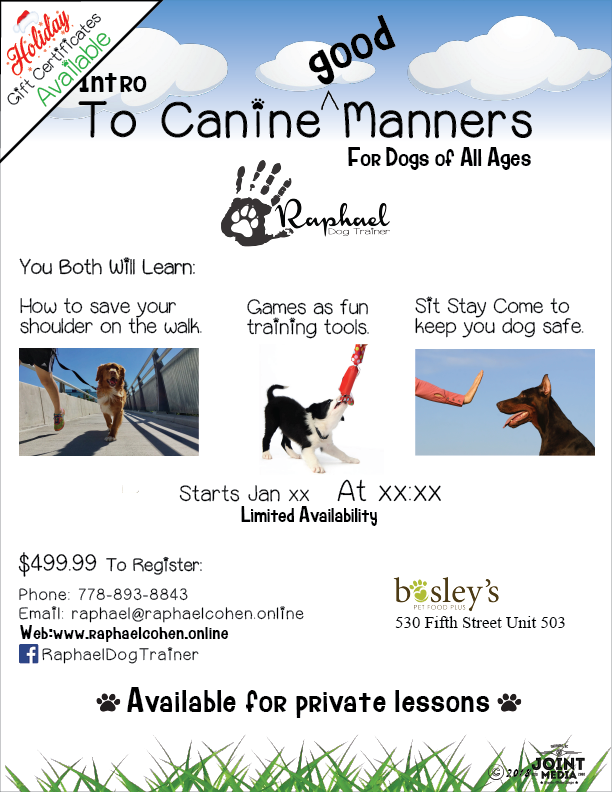 Holiday
Gift Certificates
Available
good
Intro
To Canine Manners
For Dogs of All Ages
Raphael
Dog Trainer
You Both Will Learn:
How to save your
shoulder on the walk.
Games as fun
training tools.
Sit Stay Come to
keep you dog safe.
Starts Jan xx At xx:xx
Limited Availability
$499.99 To Register:
Phone: 778-893-8843
Email: raphael@raphaelcohen.online
Web:www.raphaelcohen.online
RaphaelDogTrainer
bosley's
PET FOOD PLUS
530 Fifth Street Unit 503
Available for private lessons
JOINT
MEDIA